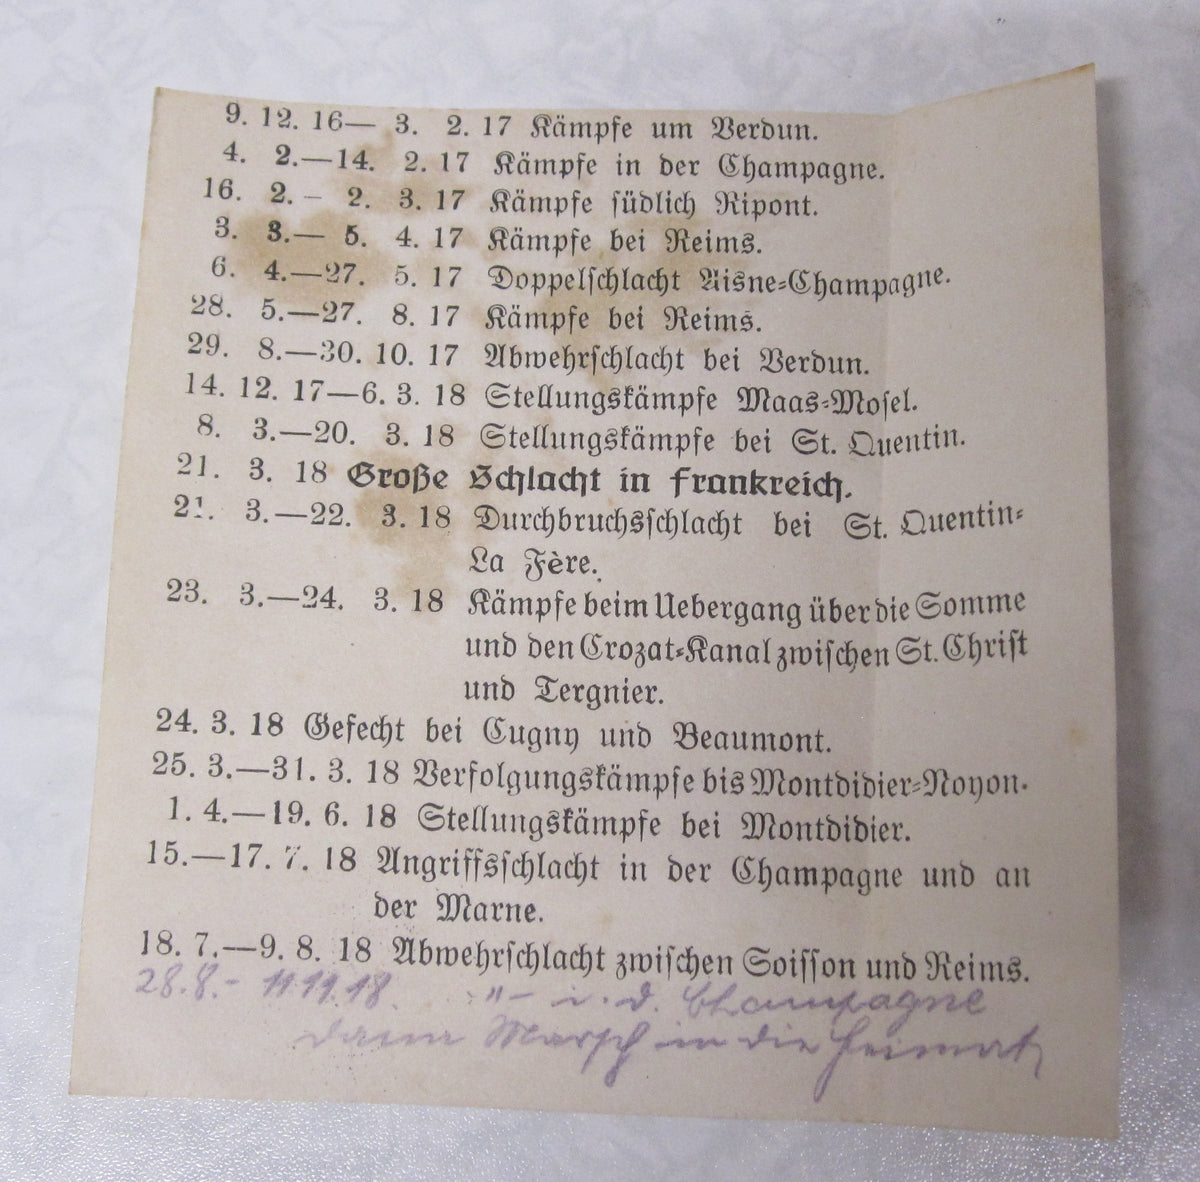 9. 12. 16— 3. 2. 17 Kämpfe um Verdun.
4. 2.—14. 2. 17 Kämpfe in der Champagne.
16. 2. – 2. 3. 17 Kämpfe südlich Ripont.
3. 3.— 5. 4. 17 Kämpfe bei Reims.
6. 4.—27. 5. 17 Doppelschlacht Aisne-Champagne.
28. 5.—27. 8. 17 Kämpfe bei Reims.
29. 8.—30. 10. 17 Abwehrschlacht bei Verdun.
14. 12. 17—6. 3. 18 Stellungskämpfe Maas-Mosel.
8. 3.—20. 3. 18 Stellungskämpfe bei St. Quentin.
21. 3. 18 Große Schlacht in Frankreich.
21. 3.—22. 3. 18 Durchbruchsschlacht bei St. Quentin-
La Fère.
23. 3.—24. 3. 18 Kämpfe beim Uebergang über die Somme
und den Crozat-Kanal zwischen St. Christ
und Tergnier.
24. 3. 18 Gefecht bei Cugny und Beaumont.
25. 3.—31. 3. 18 Verfolgungskämpfe bis Montdidier-Noyon.
1. 4.—19. 6. 18 Stellungskämpfe bei Montdidier.
15.—17. 7. 18 Angriffsschlacht in der Champagne und an
der Marne.
18. 7.—9. 8. 18 Abwehrschlacht zwischen Soisson und Reims.
28.8.- 11.11.18. -"- i. d. Champagne
dann Marsch in die Heimat